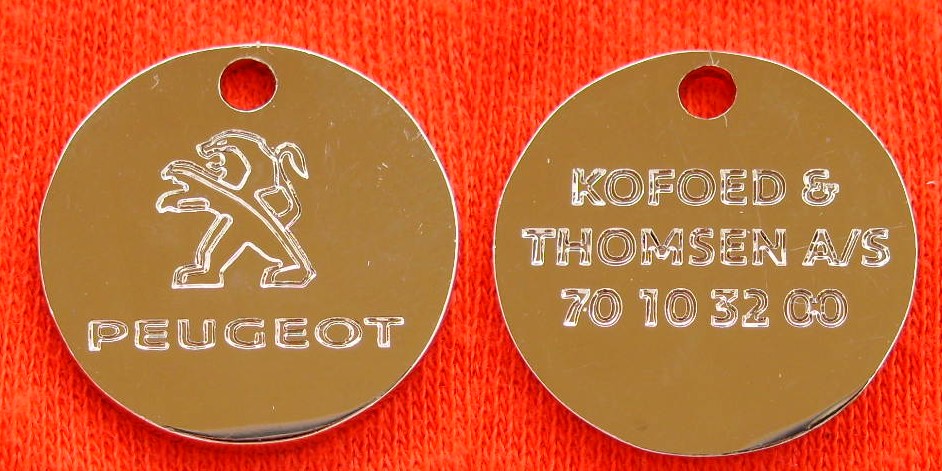 PEUGEOT
KOFOED &
THOMSEN A/S
70 10 32 00